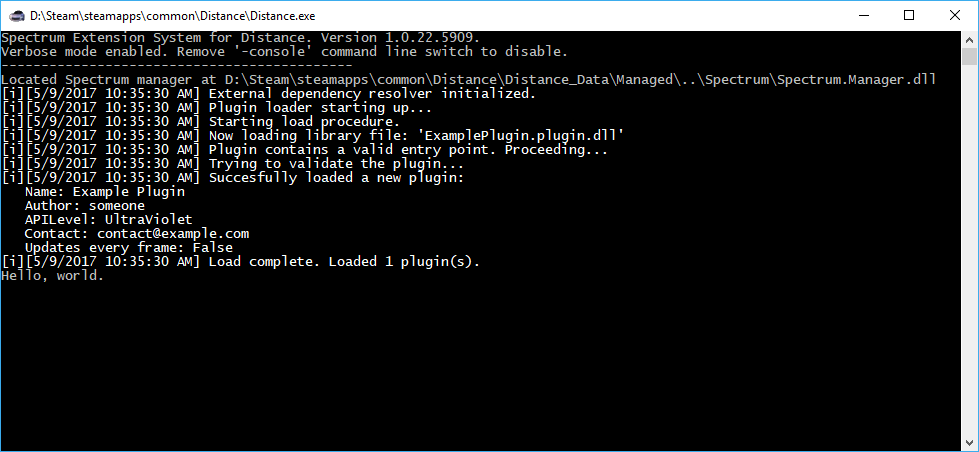 D:\Steam\steamapps\common\Distance\Distance.exe
Spectrum Extension System for Distance. Version 1.0.22.5909.
Verbose mode enabled. Remove '-console' command line switch to disable.
--------------------------------------------
Located Spectrum manager at D:\Steam\steamapps\common\Distance\Distance_Data\Managed\..\Spectrum\Spectrum.Manager.dll
[i][5/9/2017 10:35:30 AM] External dependency resolver initialized.
[i][5/9/2017 10:35:30 AM] Plugin loader starting up...
[i][5/9/2017 10:35:30 AM] Starting load procedure.
[i][5/9/2017 10:35:30 AM] Now loading library file: 'ExamplePlugin.plugin.dll'
[i][5/9/2017 10:35:30 AM] Plugin contains a valid entry point. Proceeding...
[i][5/9/2017 10:35:30 AM] Trying to validate the plugin...
[i][5/9/2017 10:35:30 AM] Succesfully loaded a new plugin:
   Name: Example Plugin
   Author: someone
   APILevel: UltraViolet
   Contact: contact@example.com
   Updates every frame: False
[i][5/9/2017 10:35:30 AM] Load complete. Loaded 1 plugin(s).
Hello, world.